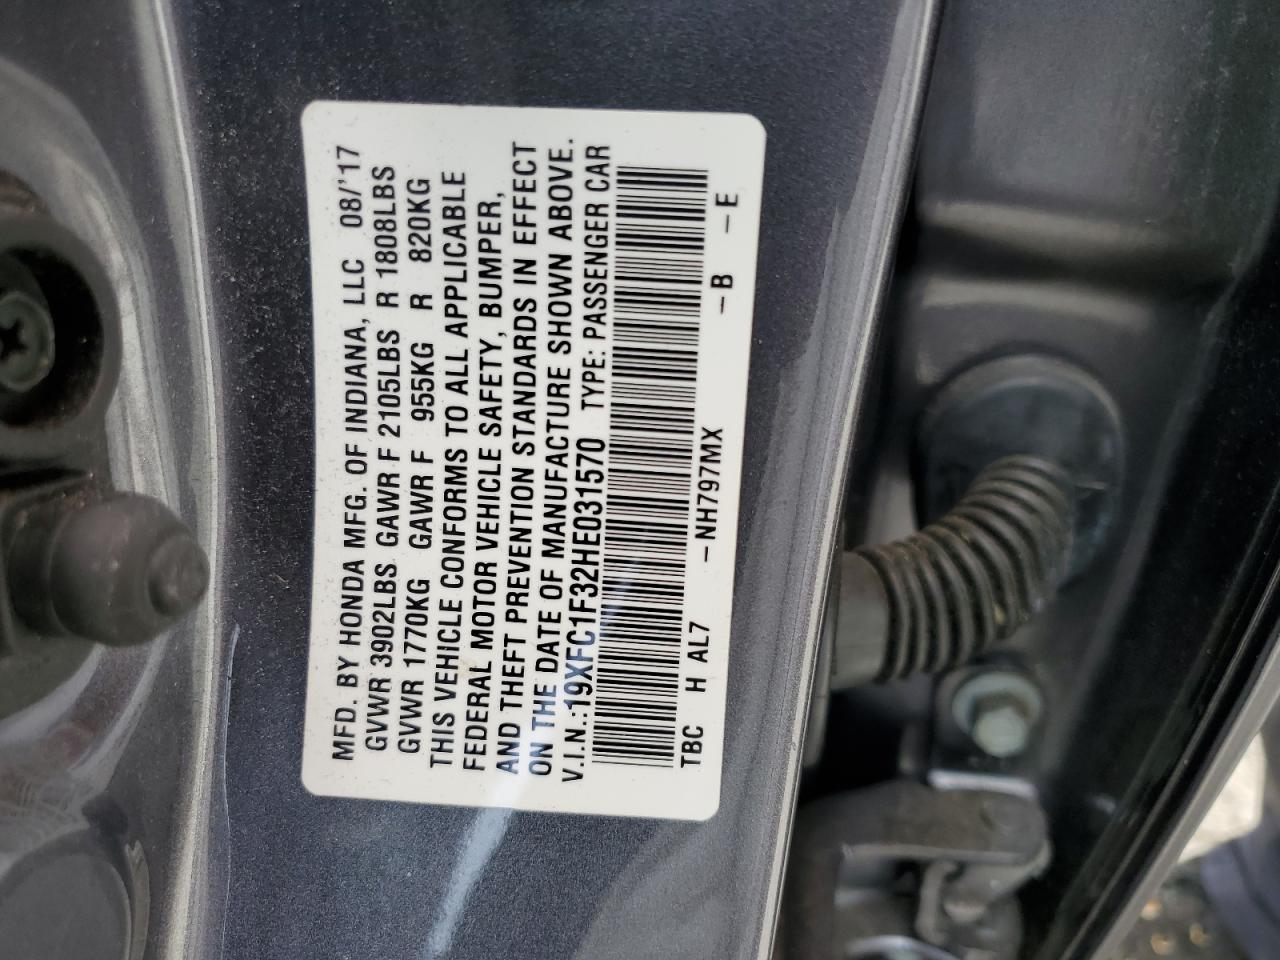 MFD. BY HONDA MFG. OF INDIANA, LLC 08/'17
GVWR 3902LBS GAWR F 2105LBS R 1808LBS
GVWR 1770KG GAWR F 955KG R 820KG
THIS VEHICLE CONFORMS TO ALL APPLICABLE
FEDERAL MOTOR VEHICLE SAFETY, BUMPER,
AND THEFT PREVENTION STANDARDS IN EFFECT
ON THE DATE OF MANUFACTURE SHOWN ABOVE.
V.I.N.:19XFC1F32HE031570 TYPE: PASSENGER CAR
TBC H AL7 -NH797MX -B -E